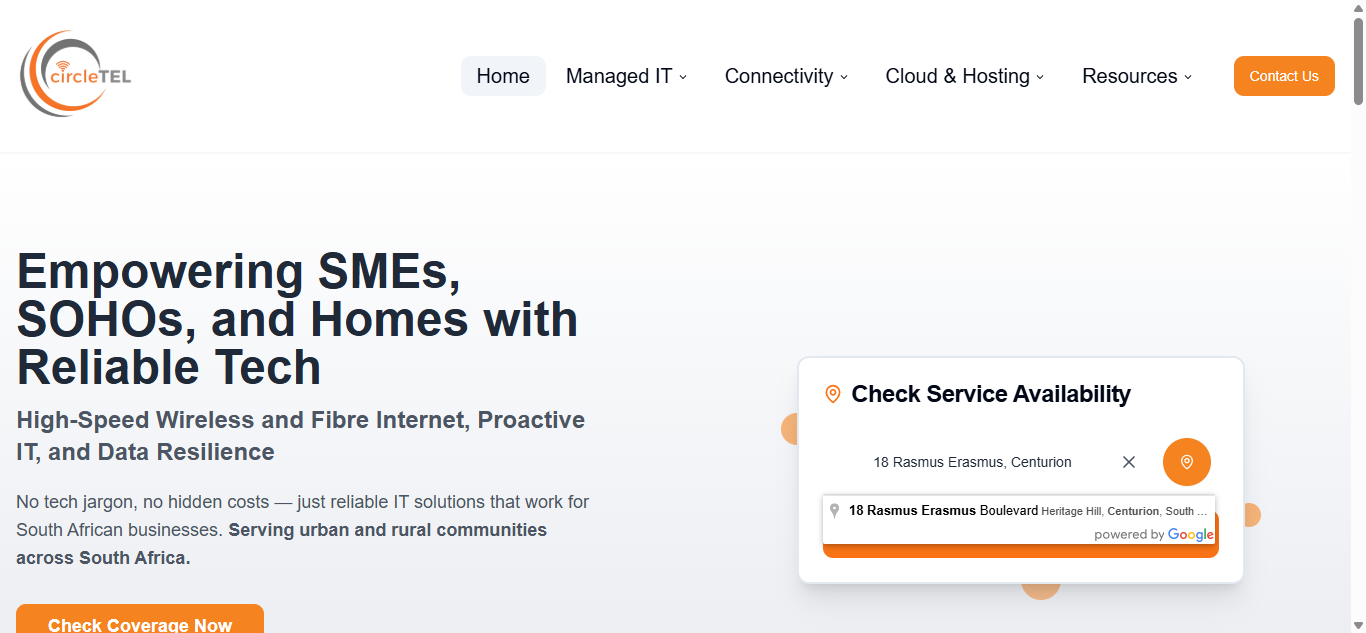 circleTEL
Home
Managed IT
Connectivity
Cloud & Hosting
Resources
Contact Us
Empowering SMEs,
SOHOs, and Homes with
Reliable Tech
High-Speed Wireless and Fibre Internet, Proactive
IT, and Data Resilience
No tech jargon, no hidden costs — just reliable IT solutions that work for
South African businesses. Serving urban and rural communities
across South Africa.
Check Coverage Now
Check Service Availability
18 Rasmus Erasmus, Centurion
18 Rasmus Erasmus Boulevard Heritage Hill, Centurion, South ...
powered by Google